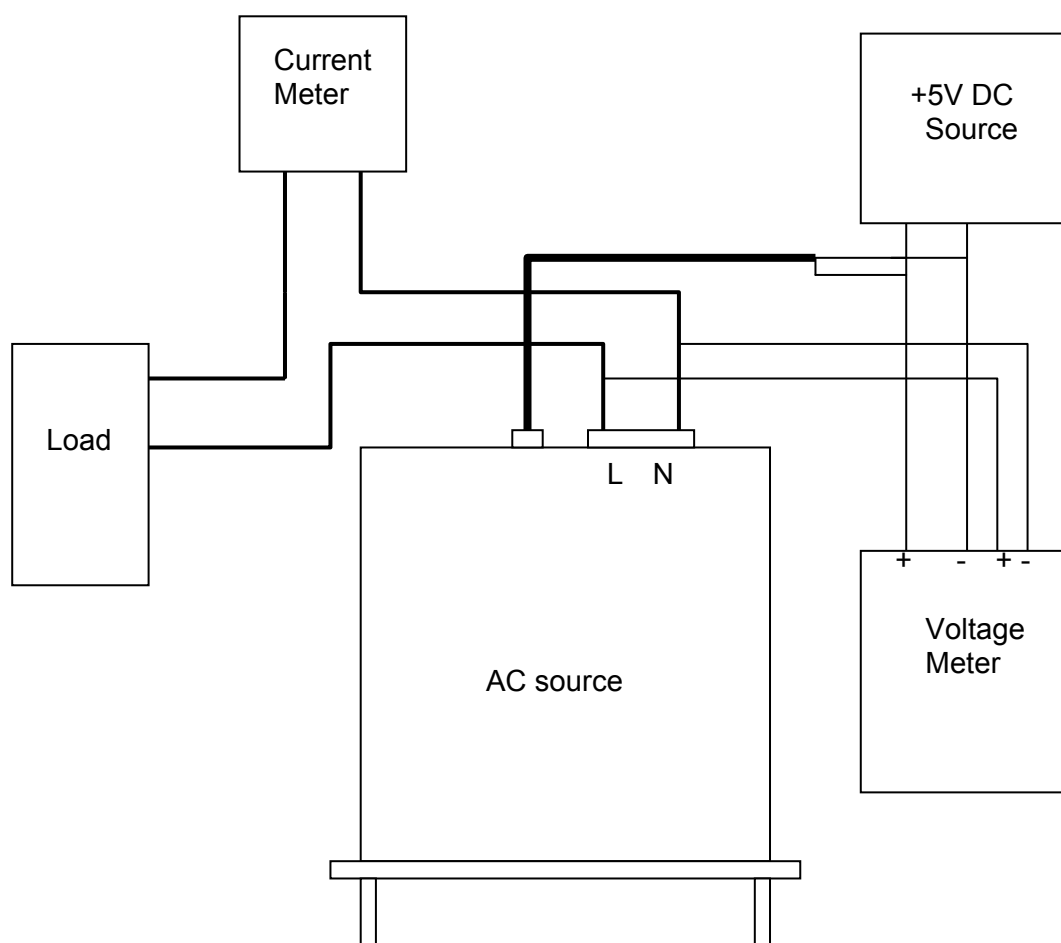 Current
Meter
+5V DC
Source
Load
L N
+ - + -
Voltage
Meter
AC source